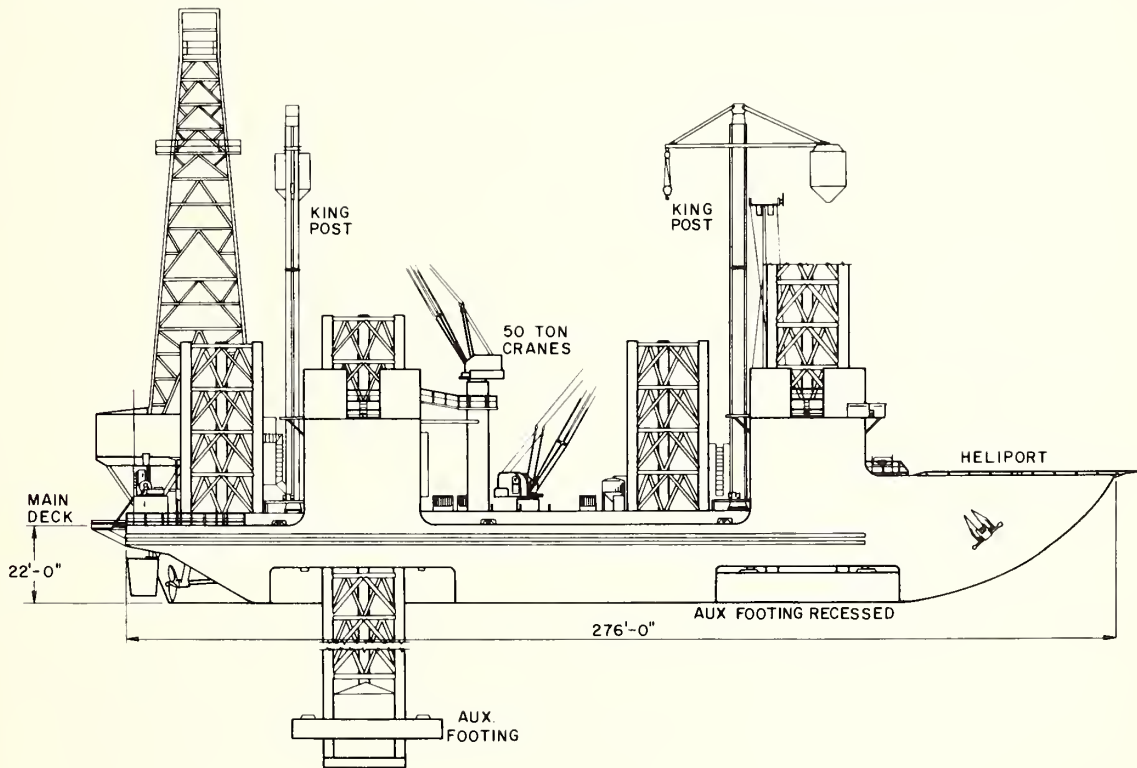 KING
POST
KING
POST
50 TON
CRANES
HELIPORT
MAIN
DECK
22'-0"
AUX FOOTING RECESSED
276'-0"
AUX.
FOOTING